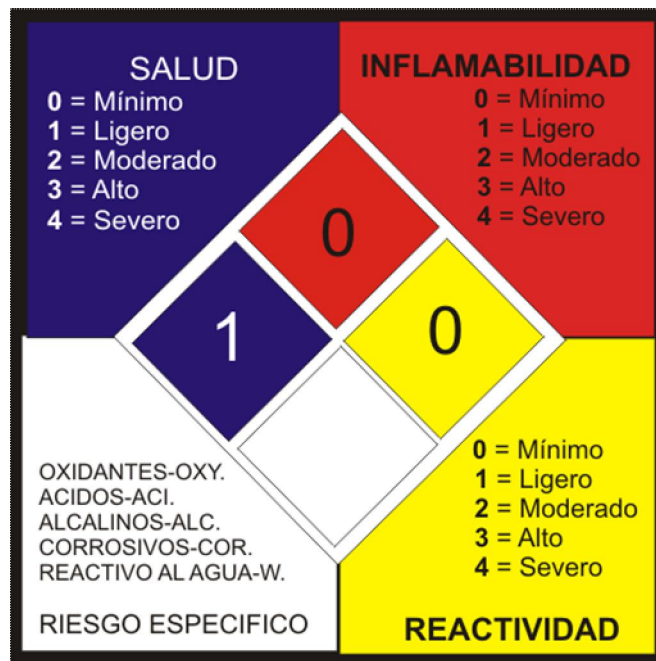 SALUD
0 = Mínimo
1 = Ligero
2 = Moderado
3 = Alto
4 = Severo
INFLAMABILIDAD
0 = Mínimo
1 = Ligero
2 = Moderado
3 = Alto
4 = Severo
0
1
0
OXIDANTES-OXY.
ACIDOS-ACI.
ALCALINOS-ALC.
CORROSIVOS-COR.
REACTIVO AL AGUA-W.
RIESGO ESPECIFICO
0 = Mínimo
1 = Ligero
2 = Moderado
3 = Alto
4 = Severo
REACTIVIDAD